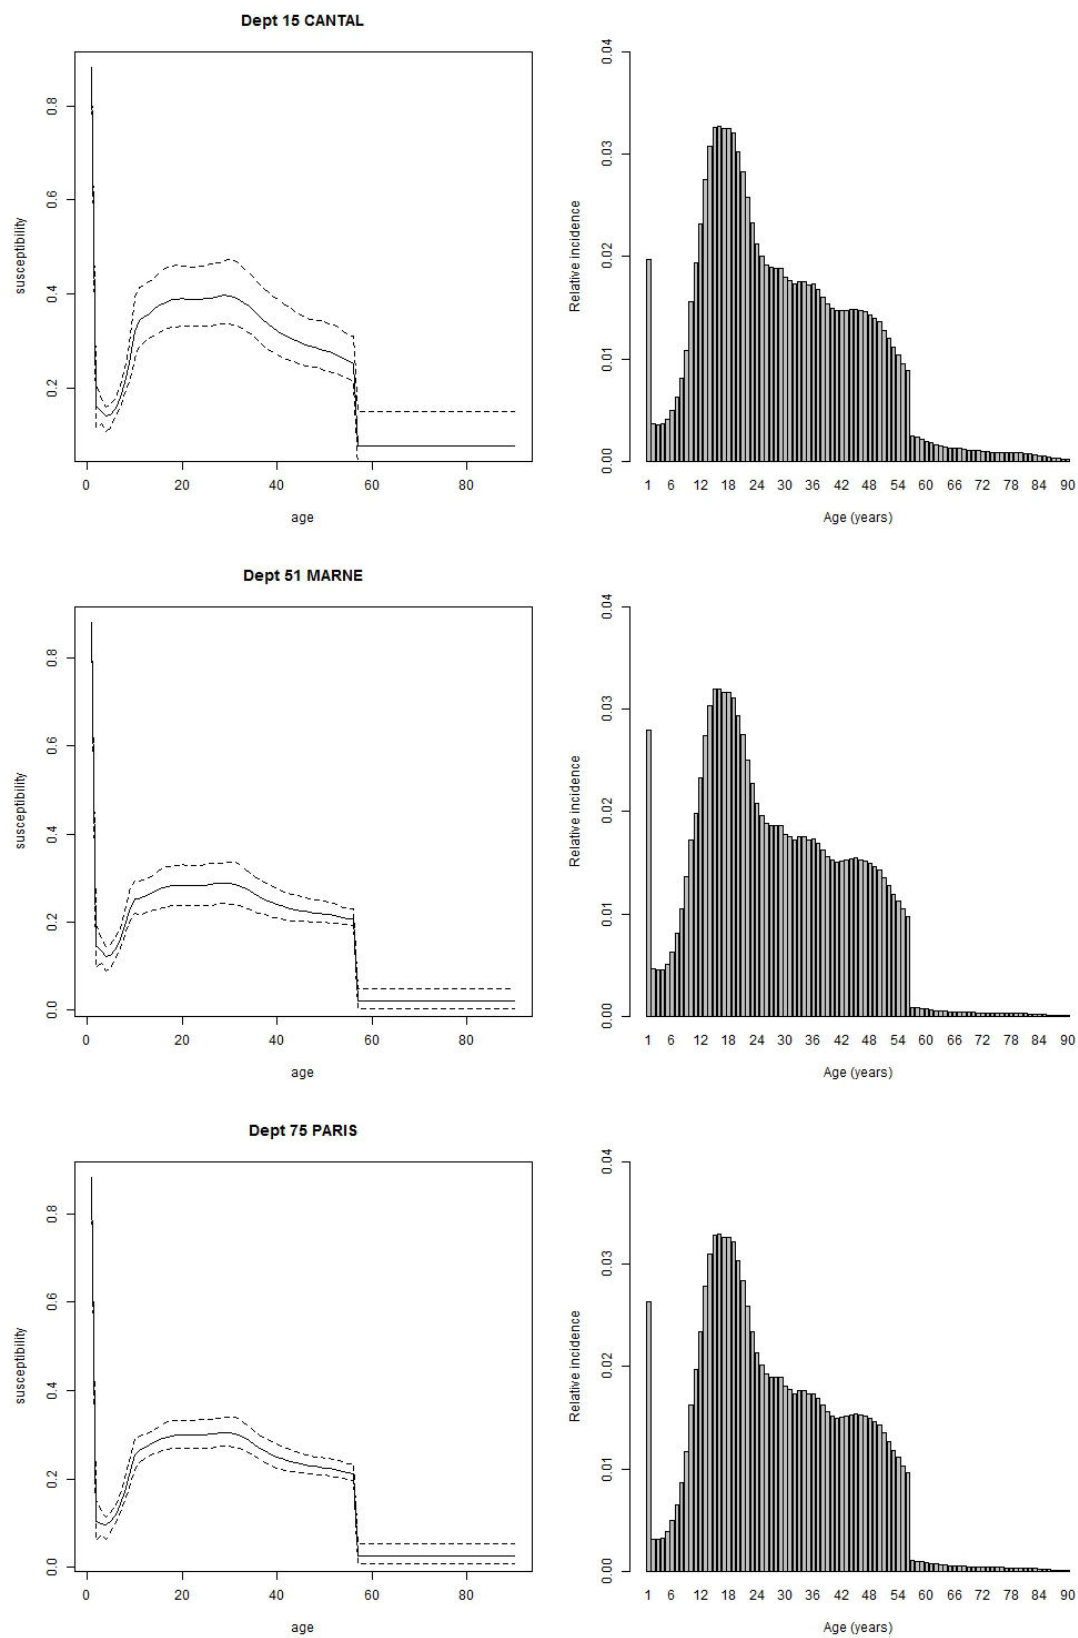 Dept 15 CANTAL
susceptibility
0.2 0.4 0.6 0.8
0 20 40 60 80
age
Relative incidence
0.00 0.01 0.02 0.03 0.04
1 6 12 18 24 30 36 42 48 54 60 66 72 78 84 90
Age (years)
Dept 51 MARNE
susceptibility
0.0 0.2 0.4 0.6 0.8
0 20 40 60 80
age
Relative incidence
0.00 0.01 0.02 0.03 0.04
1 6 12 18 24 30 36 42 48 54 60 66 72 78 84 90
Age (years)
Dept 75 PARIS
susceptibility
0.0 0.2 0.4 0.6 0.8
0 20 40 60 80
age
Relative incidence
0.00 0.01 0.02 0.03 0.04
1 6 12 18 24 30 36 42 48 54 60 66 72 78 84 90
Age (years)